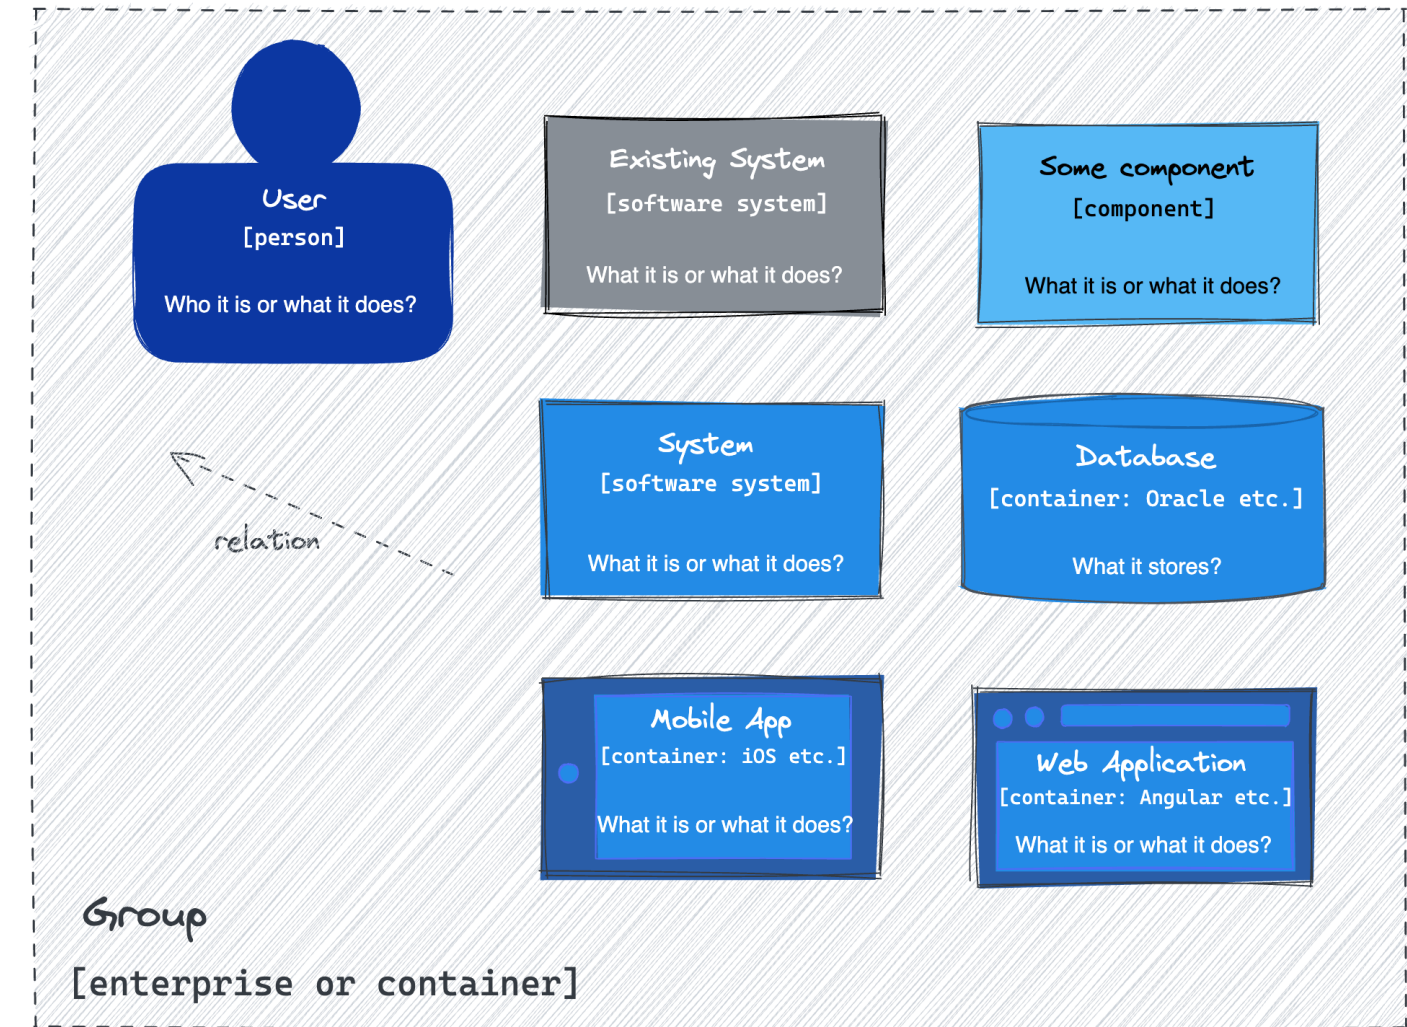 User
[person]
Who it is or what it does?
Existing System
[software system]
What it is or what it does?
Some component
[component]
What it is or what it does?
relation
System
[software system]
What it is or what it does?
Database
[container: Oracle etc.]
What it stores?
Mobile App
[container: iOS etc.]
What it is or what it does?
Web Application
[container: Angular etc.]
What it is or what it does?
Group
[enterprise or container]